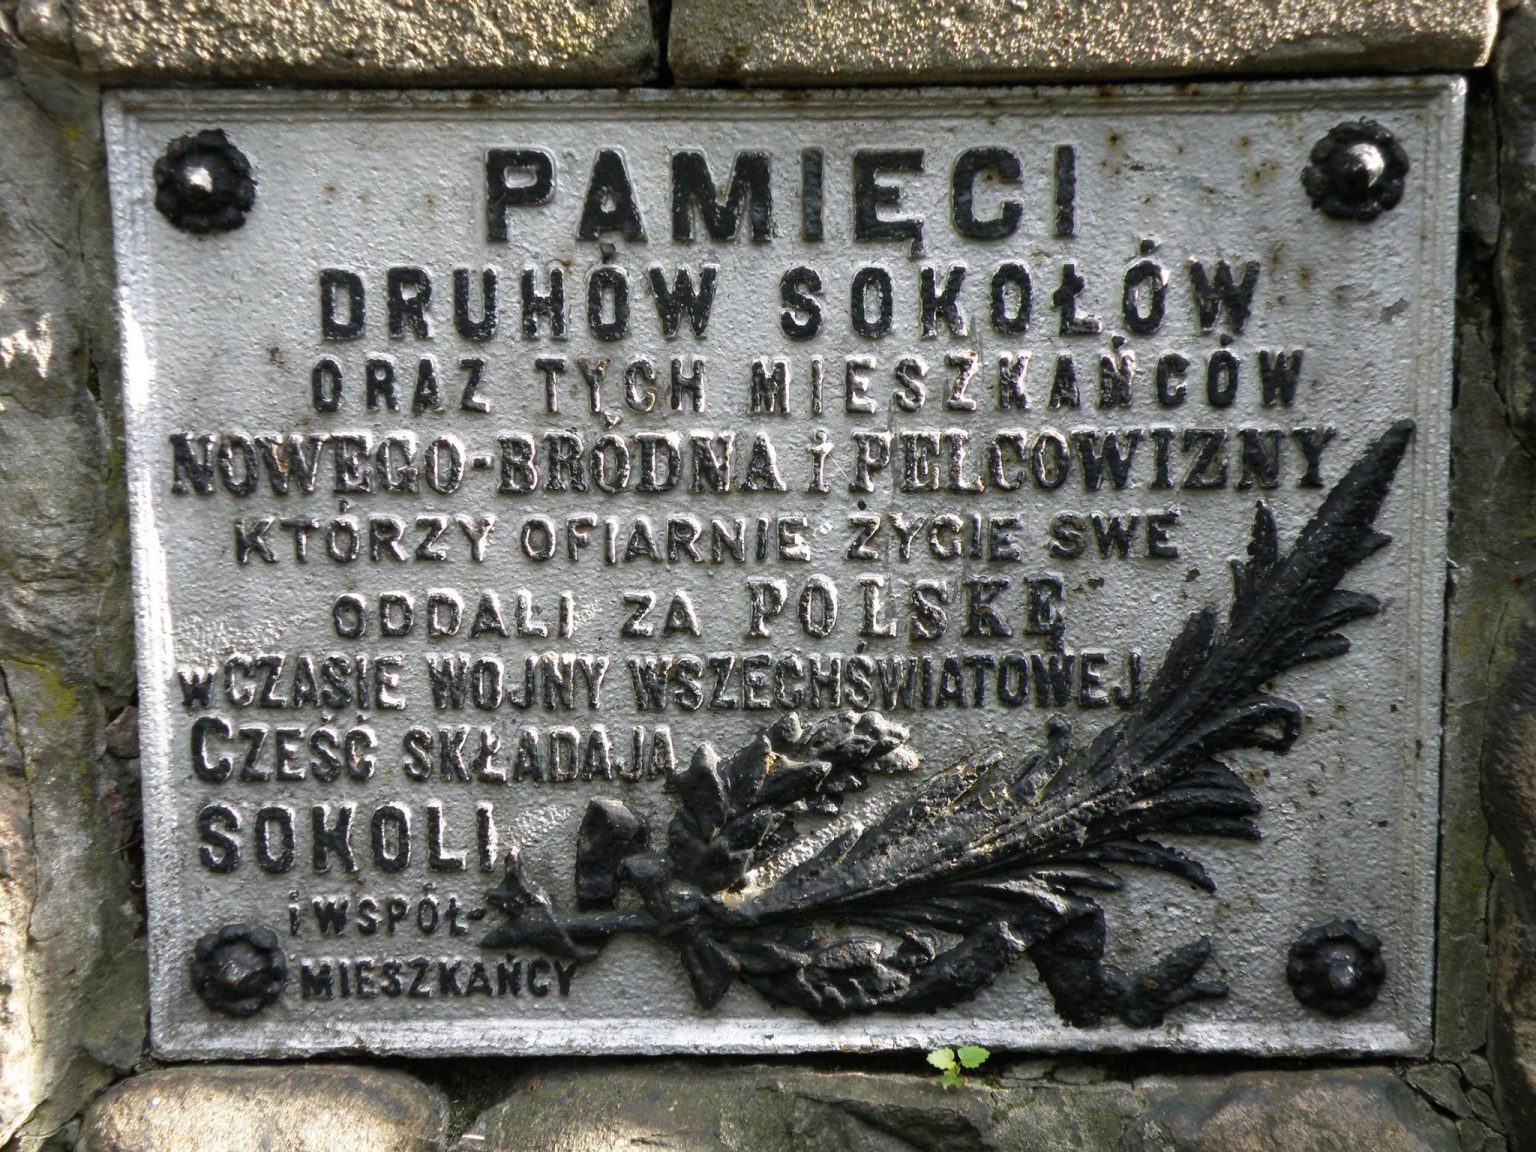 PAMIĘCI
DRUHÓW SOKOŁÓW
ORAZ TYCH MIESZKAŃCÓW
NOWEGO-BRÓDNA i PELCOWIZNY
KTÓRZY OFIARNIE ŻYCIE SWE
ODDALI ZA POLSKĘ
W CZASIE WOJNY WSZECHŚWIATOWEJ
CZEŚĆ SKŁADAJA
SOKOLI
i WSPÓŁ-
MIESZKAŃCY